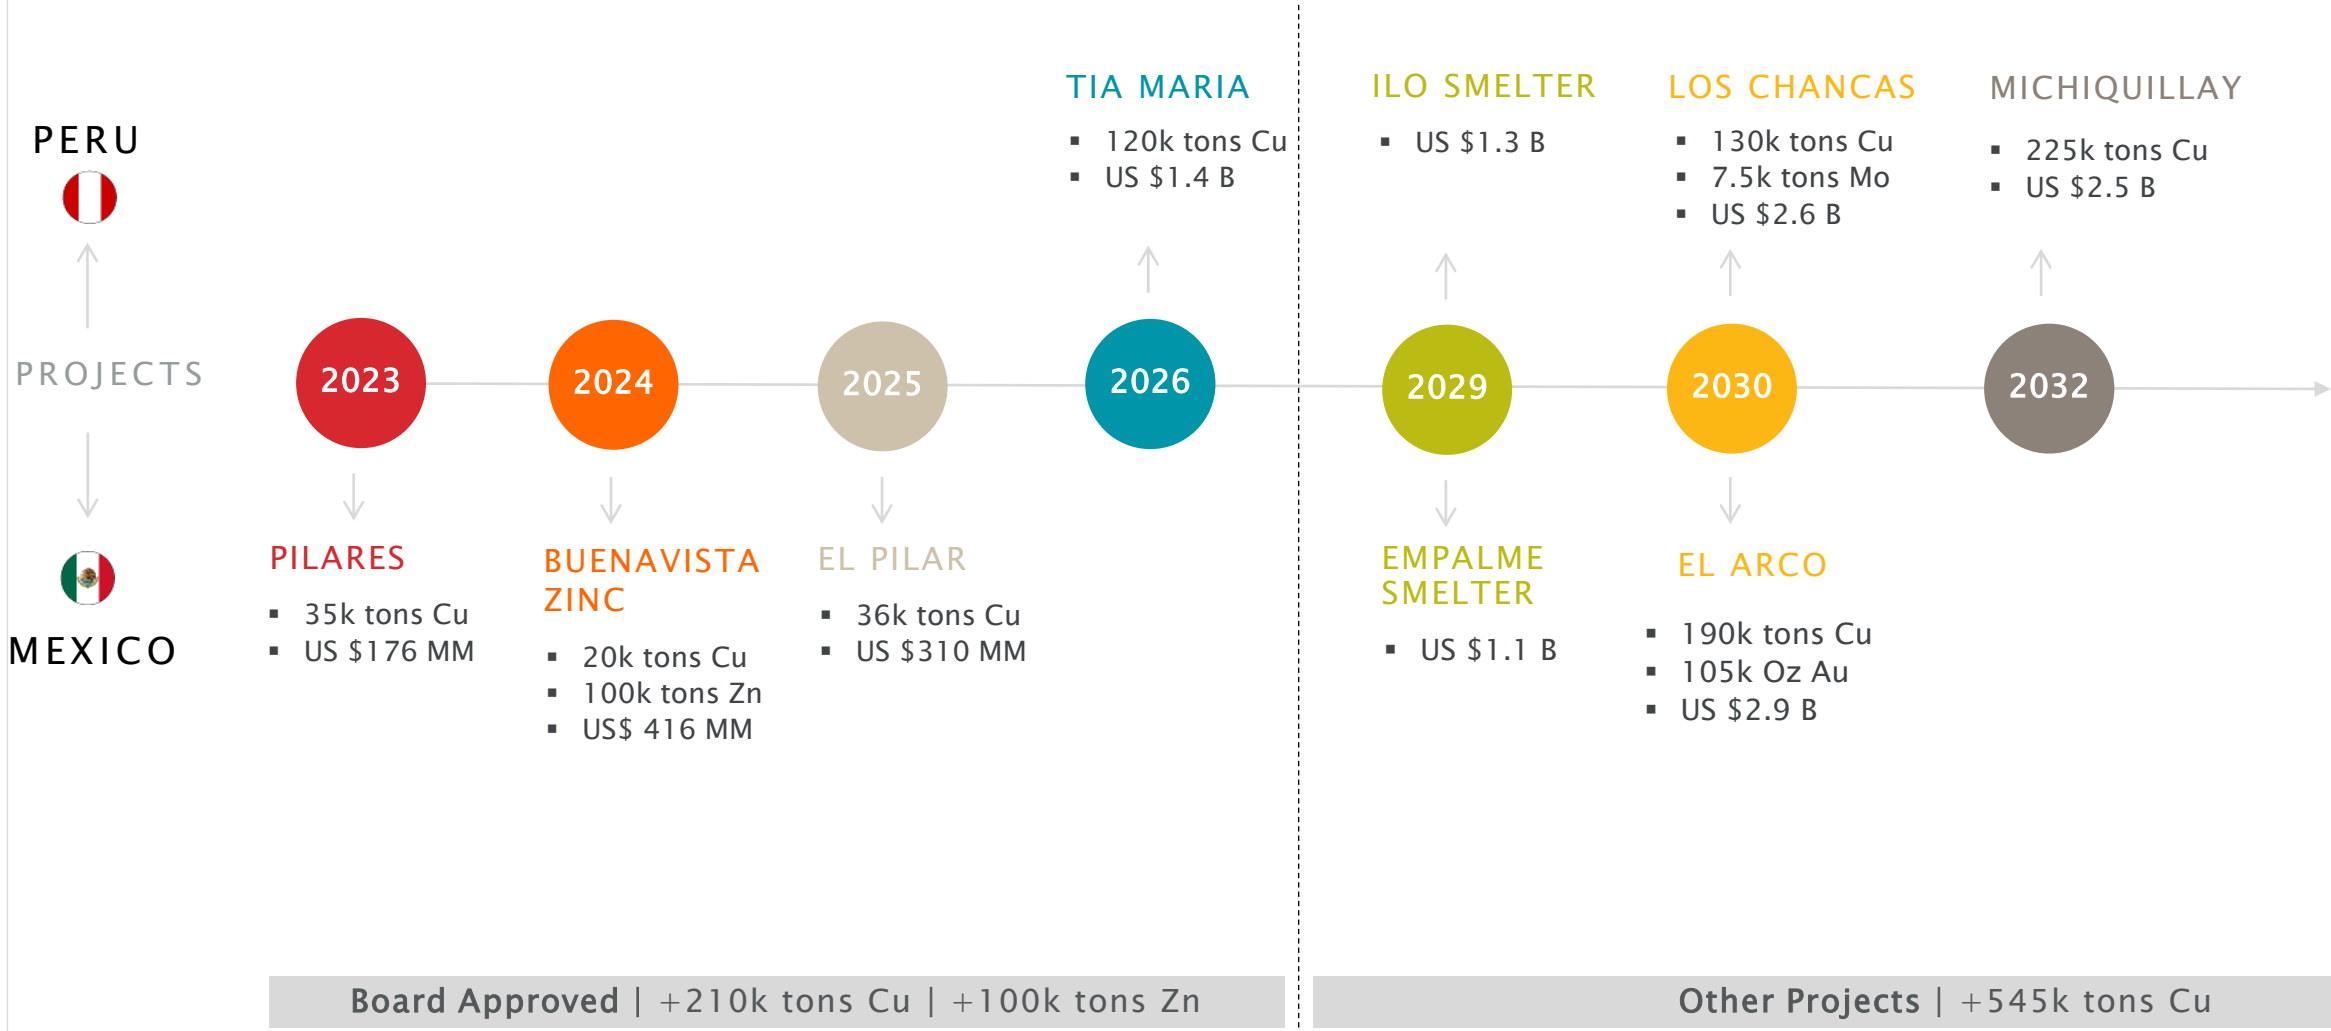 PERU
PROJECTS
MEXICO
TIA MARIA
▪ 120k tons Cu
▪ US $1.4 B
ILO SMELTER
▪ US $1.3 B
LOS CHANCAS
▪ 130k tons Cu
▪ 7.5k tons Mo
▪ US $2.6 B
MICHIQUILLAY
▪ 225k tons Cu
▪ US $2.5 B
2023
2024
2025
2026
2029
2030
2032
PILARES
▪ 35k tons Cu
▪ US $176 MM
BUENAVISTA
ZINC
▪ 20k tons Cu
▪ 100k tons Zn
▪ US$ 416 MM
EL PILAR
▪ 36k tons Cu
▪ US $310 MM
EMPALME
SMELTER
▪ US $1.1 B
EL ARCO
▪ 190k tons Cu
▪ 105k Oz Au
▪ US $2.9 B
Board Approved | +210k tons Cu | +100k tons Zn
Other Projects | +545k tons Cu